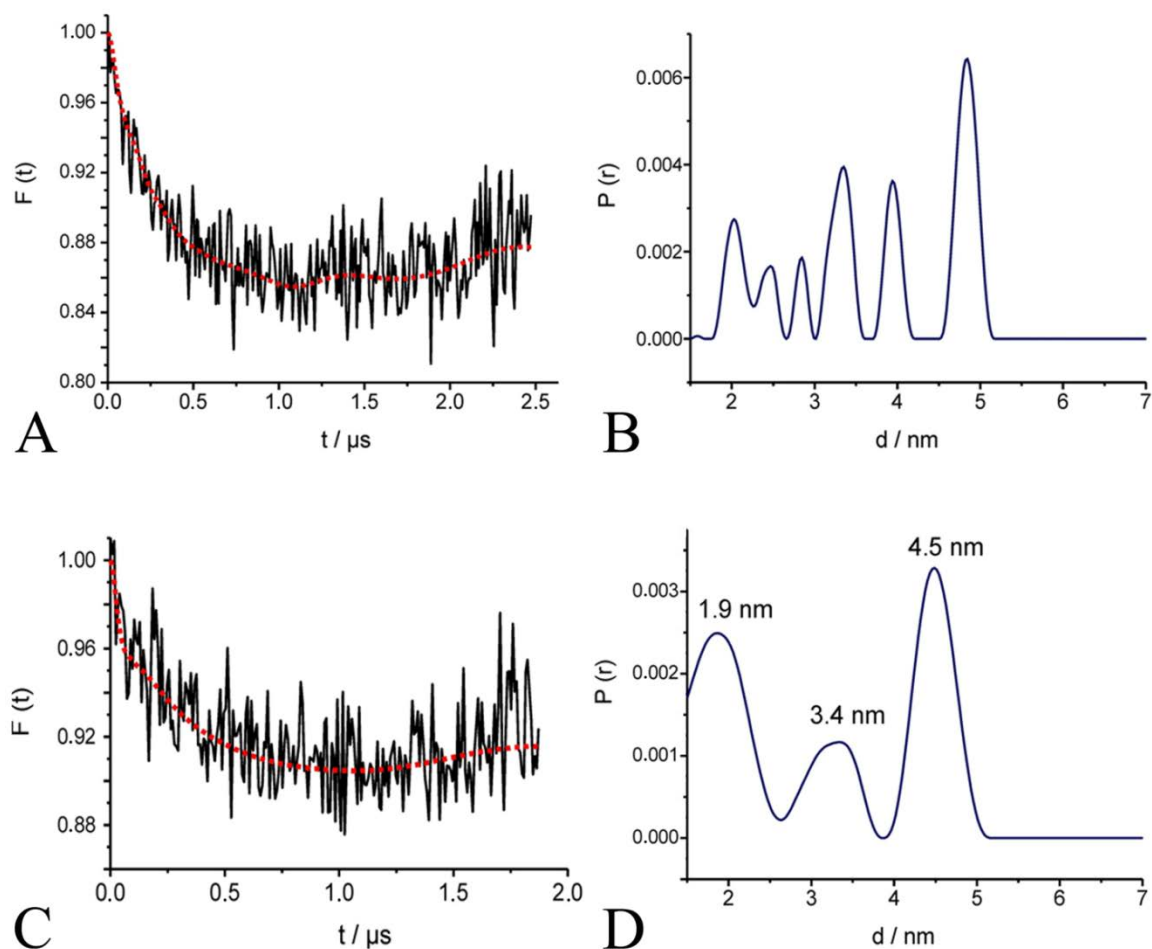 1.00
0.96
0.92
0.88
0.84
0.80
F (t)
0.0 0.5 1.0 1.5 2.0 2.5
t / µs
A
0.006
0.004
0.002
0.000
P (r)
2 3 4 5 6 7
d / nm
B
1.00
0.96
0.92
0.88
F (t)
0.0 0.5 1.0 1.5 2.0
t / µs
C
4.5 nm
1.9 nm
3.4 nm
0.003
0.002
0.001
0.000
P (r)
2 3 4 5 6 7
d / nm
D